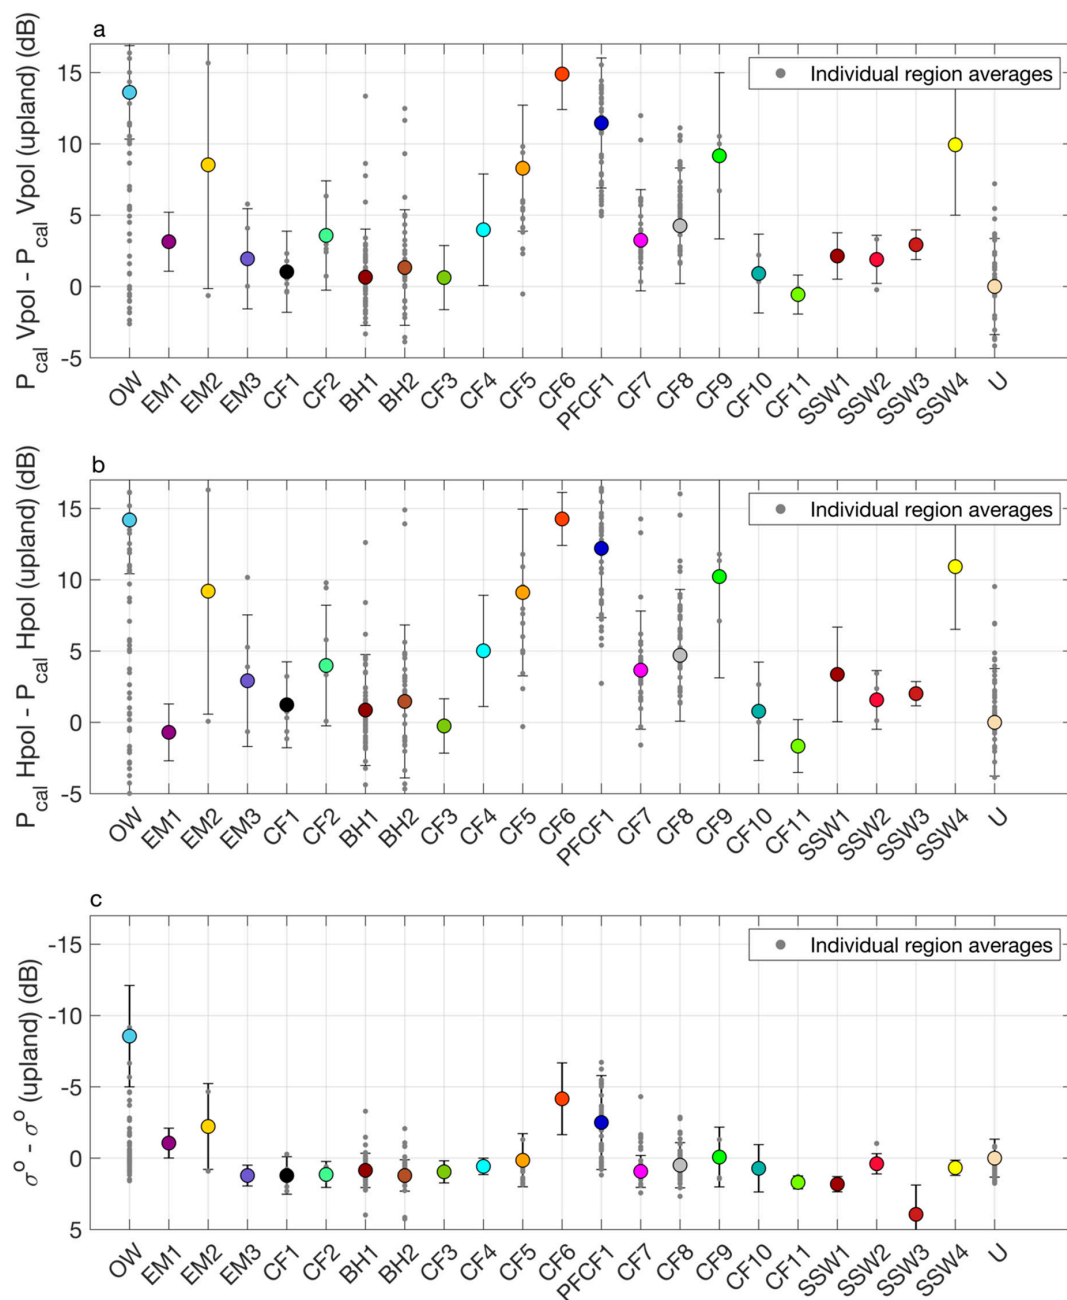 a
P_cal Vpol - P_cal Vpol (upland) (dB)
15
10
5
0
-5
Individual region averages
OW EM1 EM2 EM3 CF1 CF2 BH1 BH2 CF3 CF4 CF5 CF6 PFCF1 CF7 CF8 CF9 CF10 CF11 SSW1 SSW2 SSW3 SSW4 U
b
P_cal Hpol - P_cal Hpol (upland) (dB)
15
10
5
0
-5
Individual region averages
OW EM1 EM2 EM3 CF1 CF2 BH1 BH2 CF3 CF4 CF5 CF6 PFCF1 CF7 CF8 CF9 CF10 CF11 SSW1 SSW2 SSW3 SSW4 U
c
σ° - σ° (upland) (dB)
-15
-10
-5
0
5
Individual region averages
OW EM1 EM2 EM3 CF1 CF2 BH1 BH2 CF3 CF4 CF5 CF6 PFCF1 CF7 CF8 CF9 CF10 CF11 SSW1 SSW2 SSW3 SSW4 U